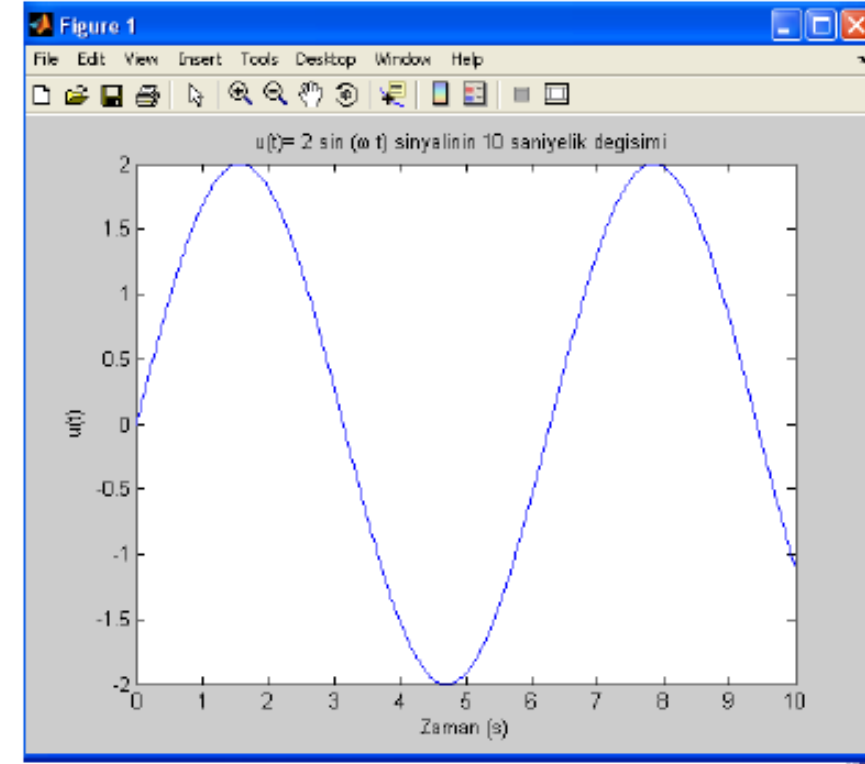 Figure 1
File Edit View Insert Tools Desktop Window Help
u(t)= 2 sin (ω t) sinyalinin 10 saniyelik degisimi
2
1.5
1
0.5
0
-0.5
-1
-1.5
-2
u(t)
0 1 2 3 4 5 6 7 8 9 10
Zaman (s)